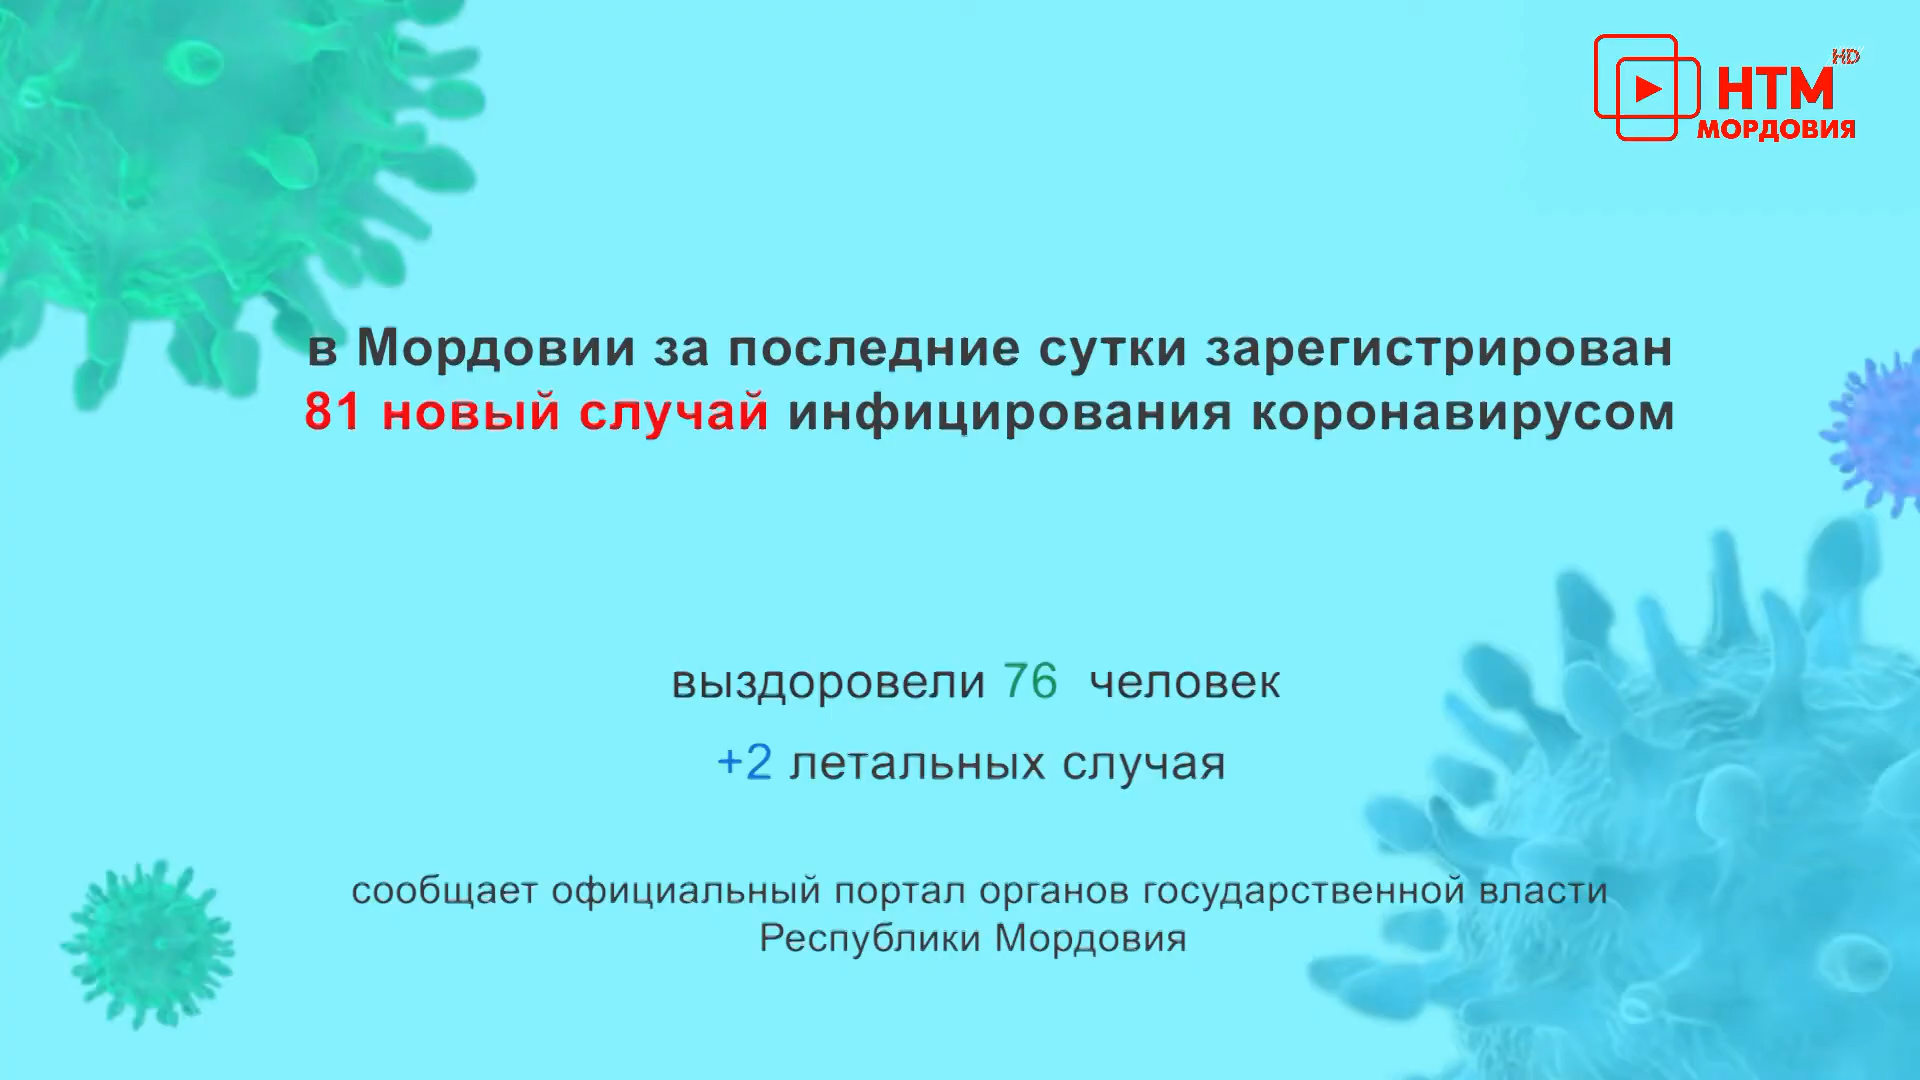 НТМ HD
МОРДОВИЯ
в Мордовии за последние сутки зарегистрирован
81 новый случай инфицирования коронавирусом
выздоровели 76 человек
+2 летальных случая
сообщает официальный портал органов государственной власти
Республики Мордовия